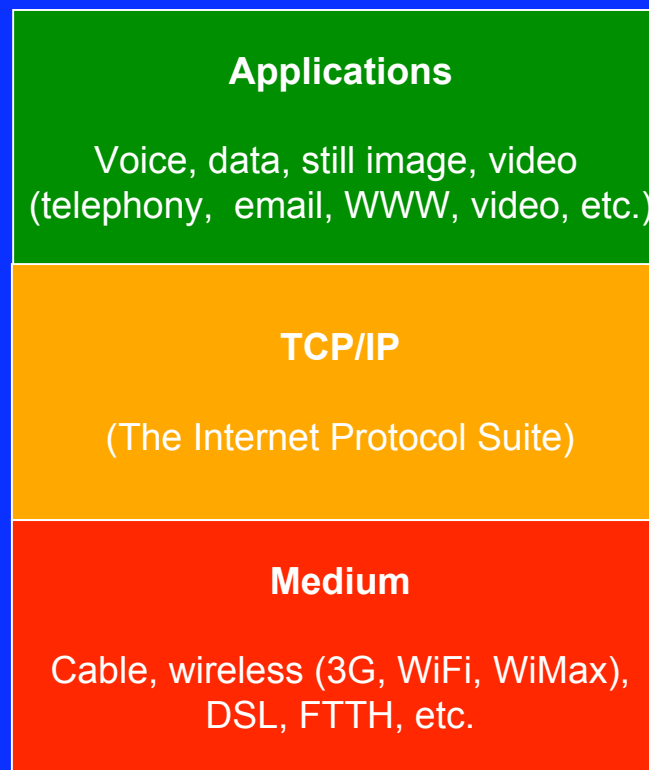 Applications
Voice, data, still image, video
(telephony, email, WWW, video, etc.)
TCP/IP
(The Internet Protocol Suite)
Medium
Cable, wireless (3G, WiFi, WiMax),
DSL, FTTH, etc.